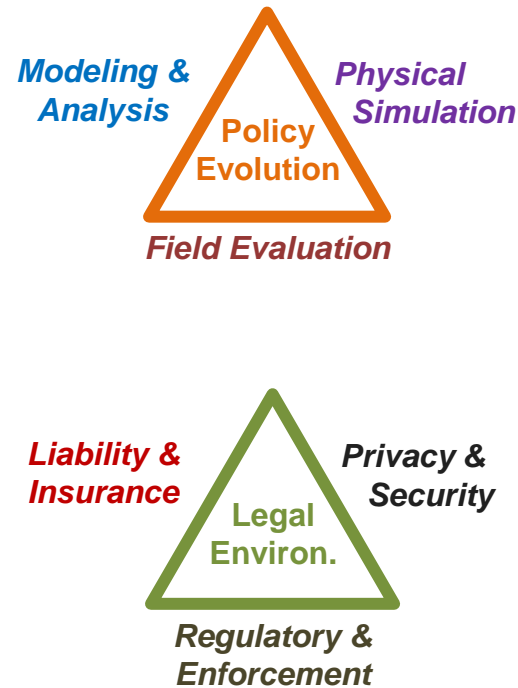 Modeling &
Analysis
Physical
Simulation
Policy
Evolution
Field Evaluation
Liability &
Insurance
Privacy &
Security
Legal
Environ.
Regulatory &
Enforcement